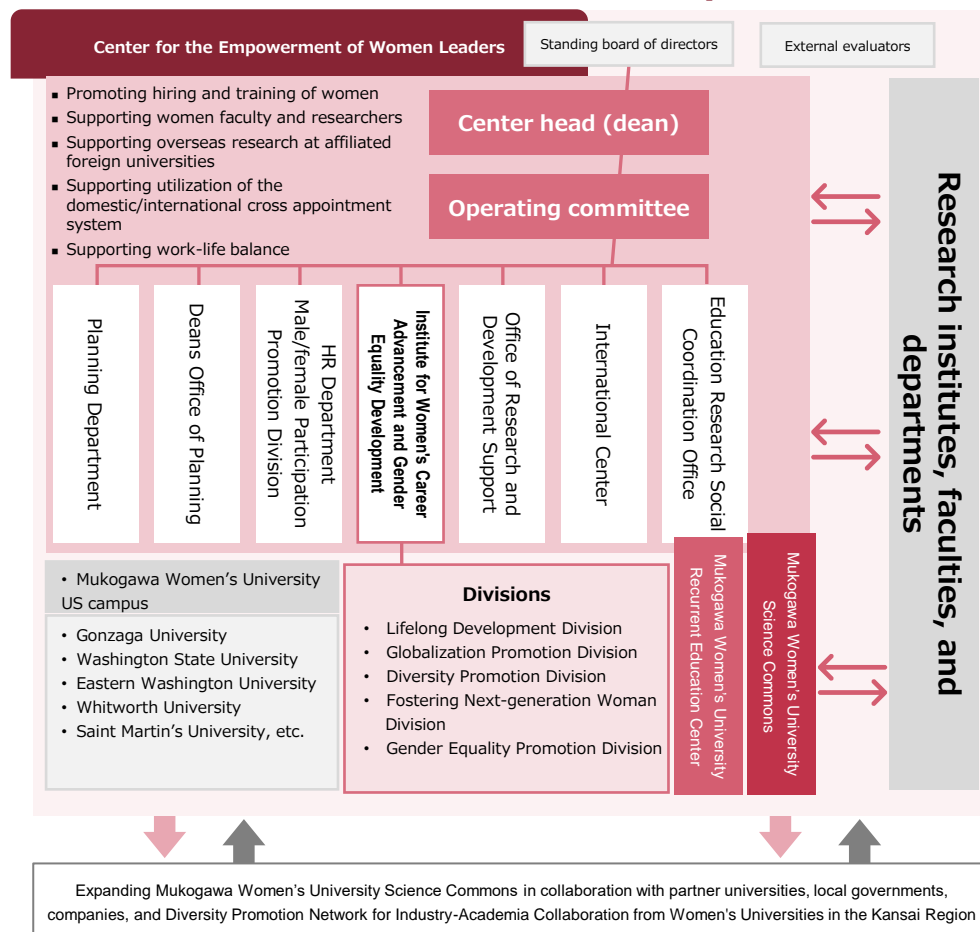 Center for the Empowerment of Women Leaders
Standing board of directors
External evaluators
▪ Promoting hiring and training of women
▪ Supporting women faculty and researchers
▪ Supporting overseas research at affiliated
foreign universities
▪ Supporting utilization of the
domestic/international cross appointment
system
▪ Supporting work-life balance
Center head (dean)
Operating committee
Planning Department
Deans Office of Planning
HR Department
Male/female Participation
Promotion Division
Institute for Women's Career
Advancement and Gender
Equality Development
Office of Research and
Development Support
International Center
Education Research Social
Coordination Office
Research institutes, faculties, and
departments
• Mukogawa Women’s University
US campus
• Gonzaga University
• Washington State University
• Eastern Washington University
• Whitworth University
• Saint Martin’s University, etc.
Divisions
• Lifelong Development Division
• Globalization Promotion Division
• Diversity Promotion Division
• Fostering Next-generation Woman
Division
• Gender Equality Promotion Division
Mukogawa Women’s University
Recurrent Education Center
Mukogawa Women’s University
Science Commons
Expanding Mukogawa Women’s University Science Commons in collaboration with partner universities, local governments,
companies, and Diversity Promotion Network for Industry-Academia Collaboration from Women's Universities in the Kansai Region